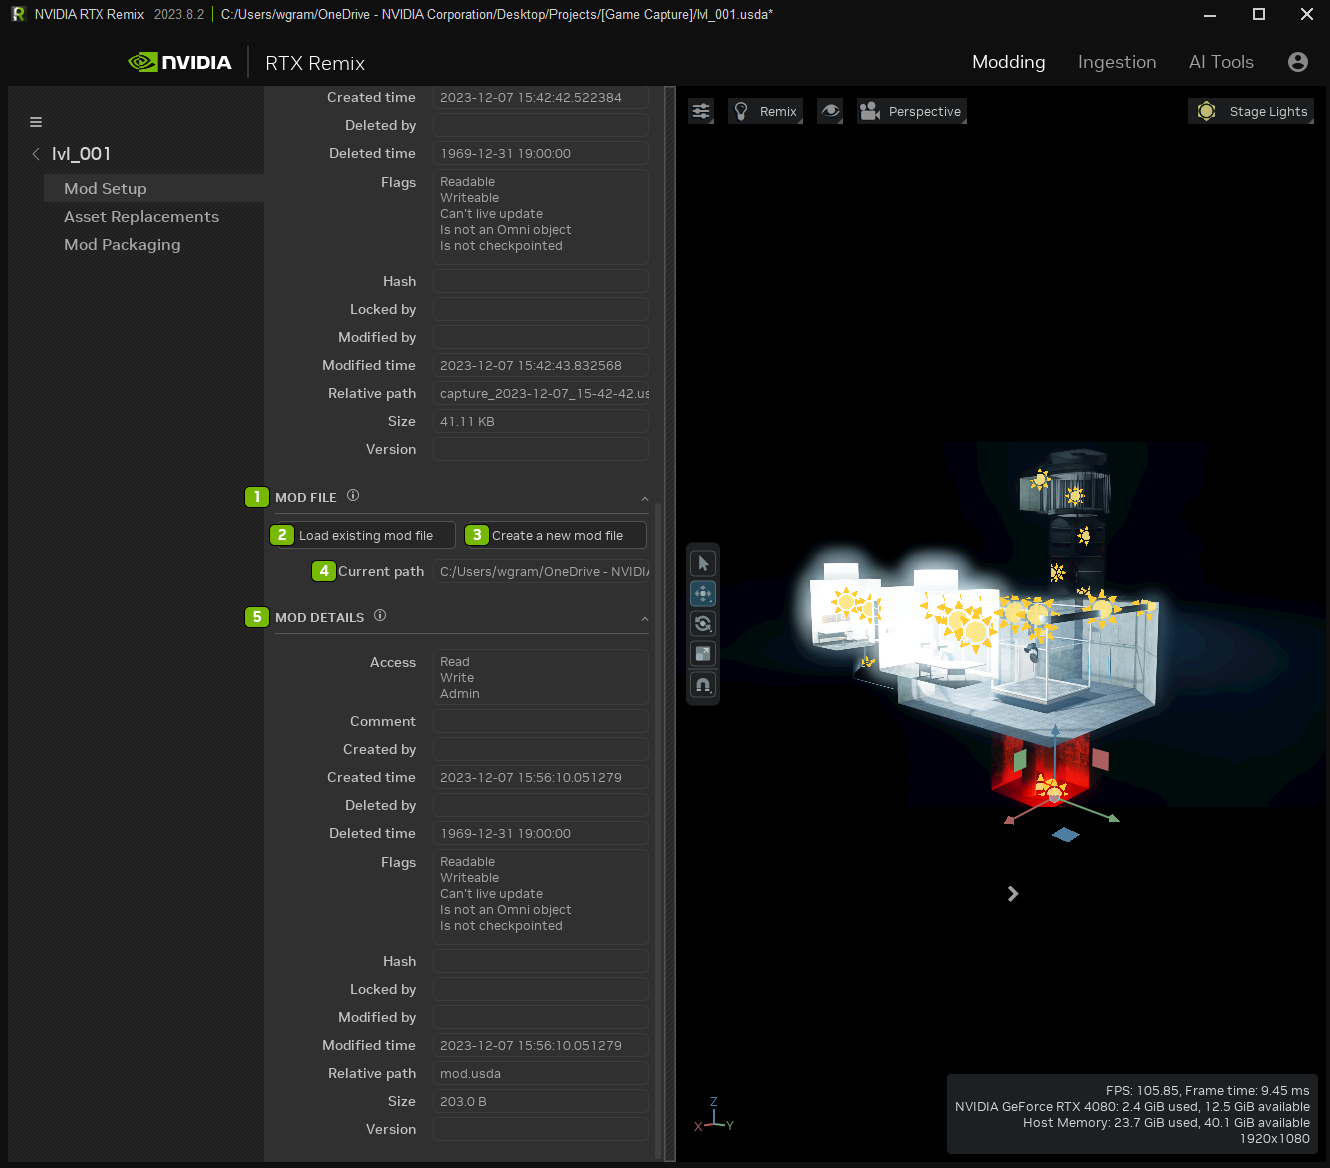 NVIDIA RTX Remix 2023.8.2 C:/Users/wgram/OneDrive - NVIDIA Corporation/Desktop/Projects/[Game Capture]/lvl_001.usda*
NVIDIA RTX Remix
Modding Ingestion AI Tools
lvl_001
Mod Setup
Asset Replacements
Mod Packaging
Created time 2023-12-07 15:42:42.522384
Deleted by
Deleted time 1969-12-31 19:00:00
Flags Readable
Writeable
Can't live update
Is not an Omni object
Is not checkpointed
Hash
Locked by
Modified by
Modified time 2023-12-07 15:42:43.832568
Relative path capture_2023-12-07_15-42-42.us
Size 41.11 KB
Version
1 MOD FILE
2 Load existing mod file 3 Create a new mod file
4 Current path C:/Users/wgram/OneDrive - NVIDIA
5 MOD DETAILS
Access Read
Write
Admin
Comment
Created by
Created time 2023-12-07 15:56:10.051279
Deleted by
Deleted time 1969-12-31 19:00:00
Flags Readable
Writeable
Can't live update
Is not an Omni object
Is not checkpointed
Hash
Locked by
Modified by
Modified time 2023-12-07 15:56:10.051279
Relative path mod.usda
Size 203.0 B
Version
Remix Perspective Stage Lights
Z
X Y
FPS: 105.85, Frame time: 9.45 ms
NVIDIA GeForce RTX 4080: 2.4 GiB used, 12.5 GiB available
Host Memory: 23.7 GiB used, 40.1 GiB available
1920x1080